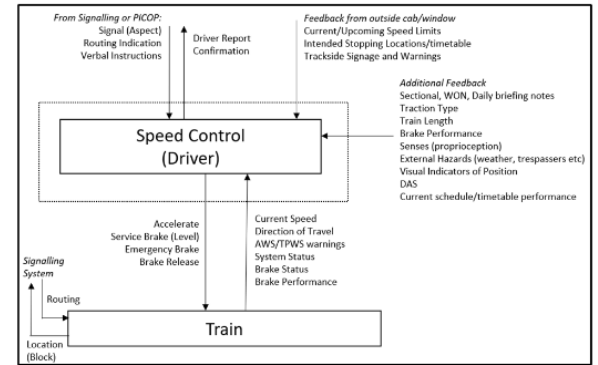 From Signalling or PICOP:
Signal (Aspect)
Routing Indication
Verbal Instructions
Driver Report
Confirmation
Feedback from outside cab/window
Current/Upcoming Speed Limits
Intended Stopping Locations/timetable
Trackside Signage and Warnings
Additional Feedback
Sectional, WON, Daily briefing notes
Traction Type
Train Length
Brake Performance
Senses (proprioception)
External Hazards (weather, trespassers etc)
Visual Indicators of Position
DAS
Current schedule/timetable performance
Speed Control
(Driver)
Accelerate
Service Brake (Level)
Emergency Brake
Brake Release
Current Speed
Direction of Travel
AWS/TPWS warnings
System Status
Brake Status
Brake Performance
Signalling
System
Routing
Train
Location
(Block)